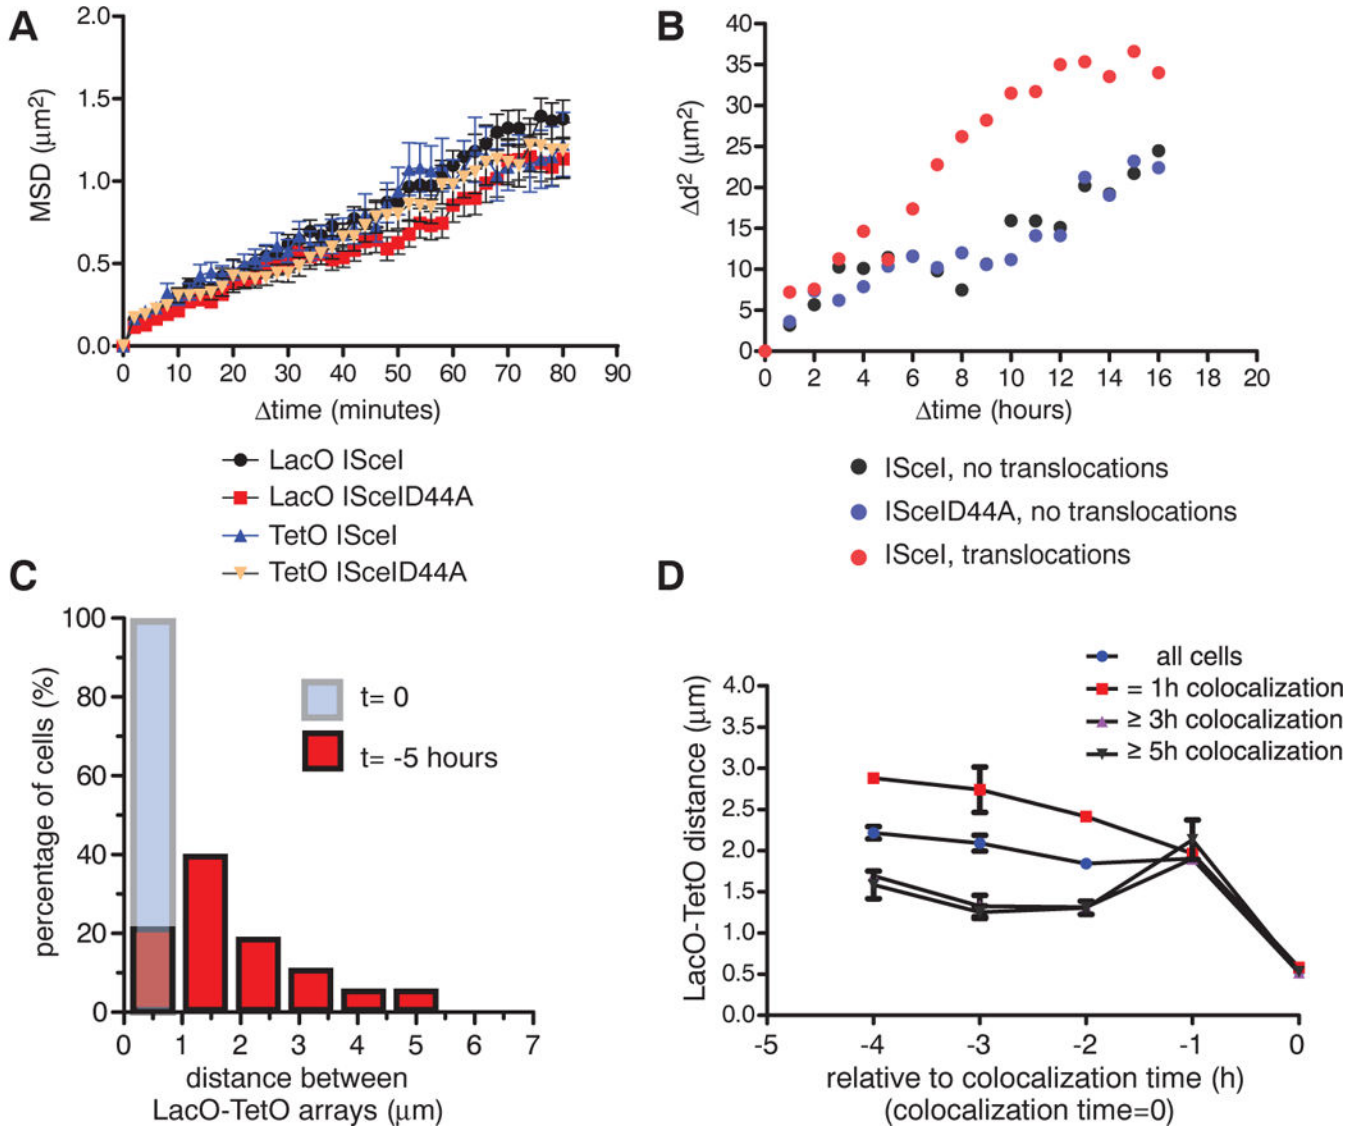 A
2.0
1.5
1.0
0.5
0.0
MSD (μm²)
0 10 20 30 40 50 60 70 80 90
Δtime (minutes)
LacO ISceI
LacO ISceID44A
TetO ISceI
TetO ISceID44A
B
40
35
30
25
20
15
10
5
0
Δd² (μm²)
0 2 4 6 8 10 12 14 16 18 20
Δtime (hours)
ISceI, no translocations
ISceID44A, no translocations
ISceI, translocations
C
100
80
60
40
20
0
percentage of cells (%)
t= 0
t= -5 hours
0 1 2 3 4 5 6 7
distance between
LacO-TetO arrays (μm)
D
all cells
= 1h colocalization
≥ 3h colocalization
≥ 5h colocalization
4.0
3.5
3.0
2.5
2.0
1.5
1.0
0.5
0.0
LacO-TetO distance (μm)
-5 -4 -3 -2 -1 0
relative to colocalization time (h)
(colocalization time=0)